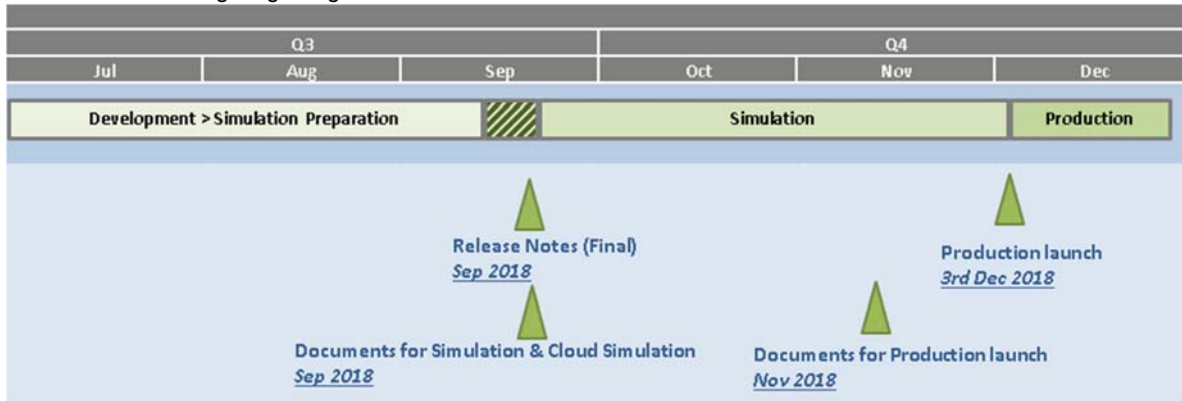 Q3 Q4
Jul Aug Sep Oct Nov Dec
Development > Simulation Preparation Simulation Production
Release Notes (Final)
Sep 2018
Production launch
3rd Dec 2018
Documents for Simulation & Cloud Simulation
Sep 2018
Documents for Production launch
Nov 2018